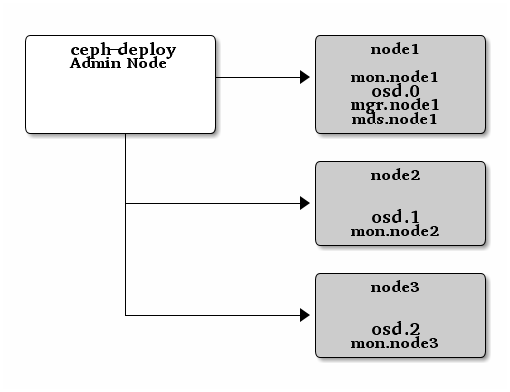 ceph-deploy
Admin Node
node1
mon.node1
osd.0
mgr.node1
mds.node1
node2
osd.1
mon.node2
node3
osd.2
mon.node3